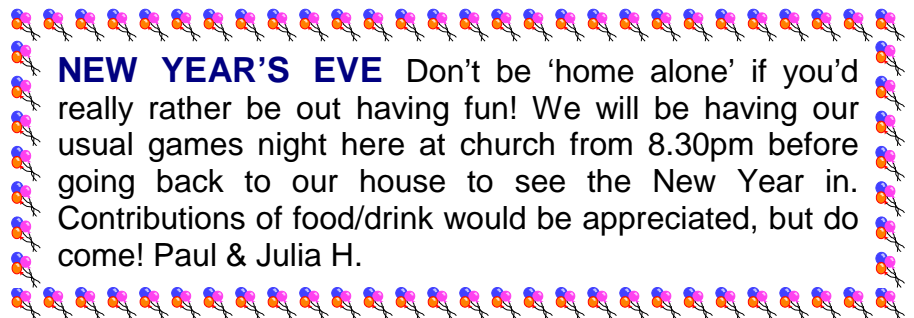 NEW YEAR’S EVE Don’t be ‘home alone’ if you’d
really rather be out having fun! We will be having our
usual games night here at church from 8.30pm before
going back to our house to see the New Year in.
Contributions of food/drink would be appreciated, but do
come! Paul & Julia H.